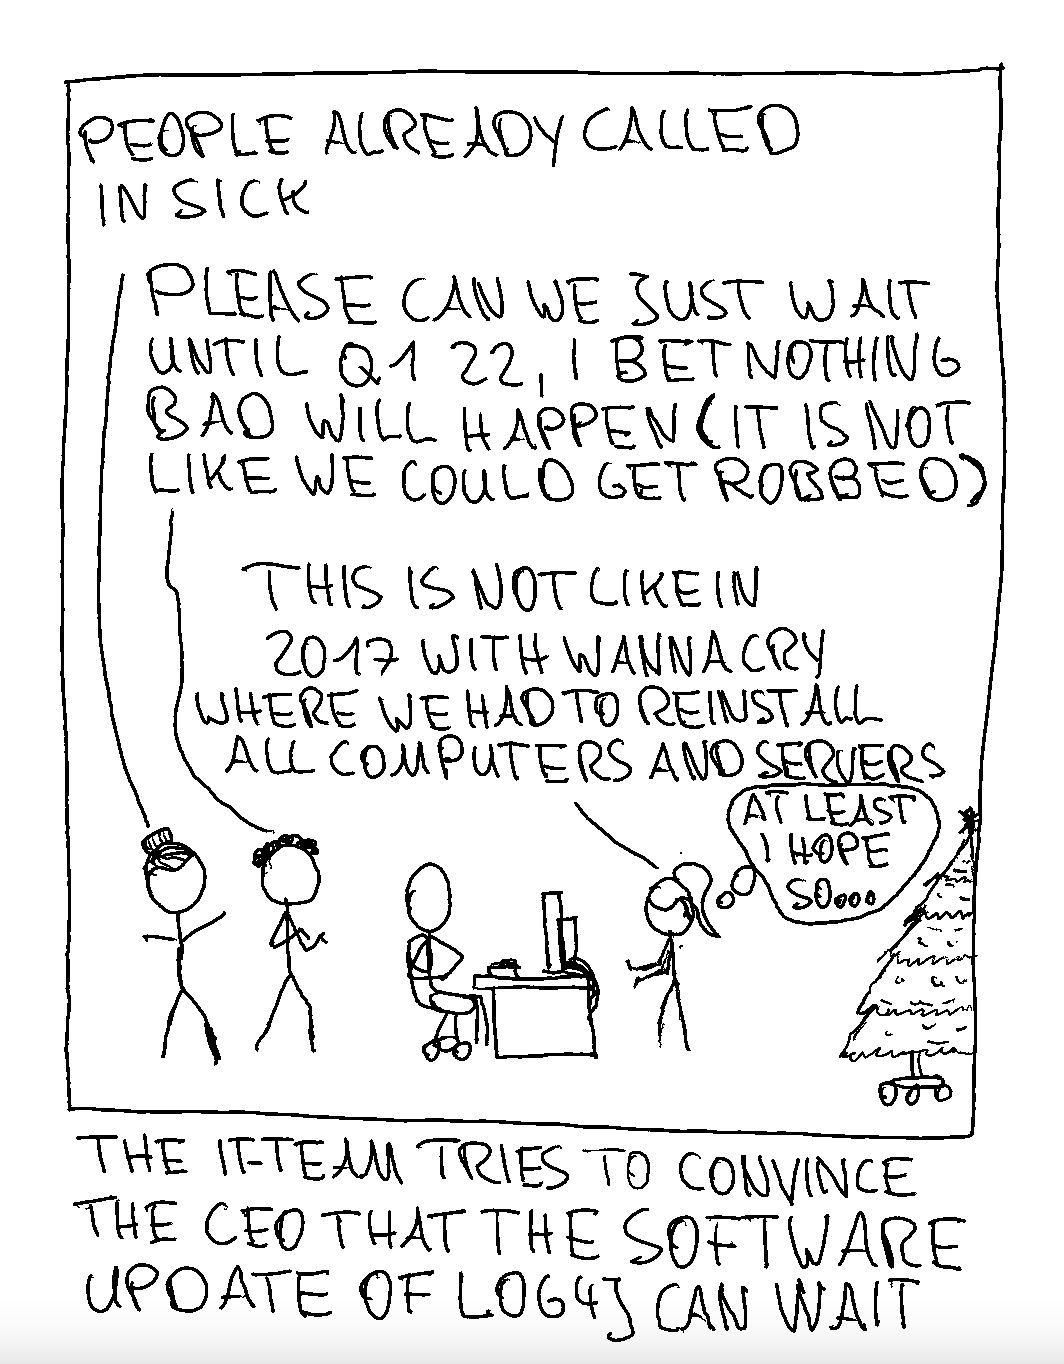 PEOPLE ALREADY CALLED
IN SICK
PLEASE CAN WE JUST WAIT
UNTIL Q1 22, I BET NOTHING
BAD WILL HAPPEN (IT IS NOT
LIKE WE COULD GET ROBBED)
THIS IS NOT LIKE IN
2017 WITH WANNACRY
WHERE WE HAD TO REINSTALL
ALL COMPUTERS AND SERVERS
AT LEAST
I HOPE
SO...
THE IT-TEAM TRIES TO CONVINCE
THE CEO THAT THE SOFTWARE
UPDATE OF LOG4J CAN WAIT